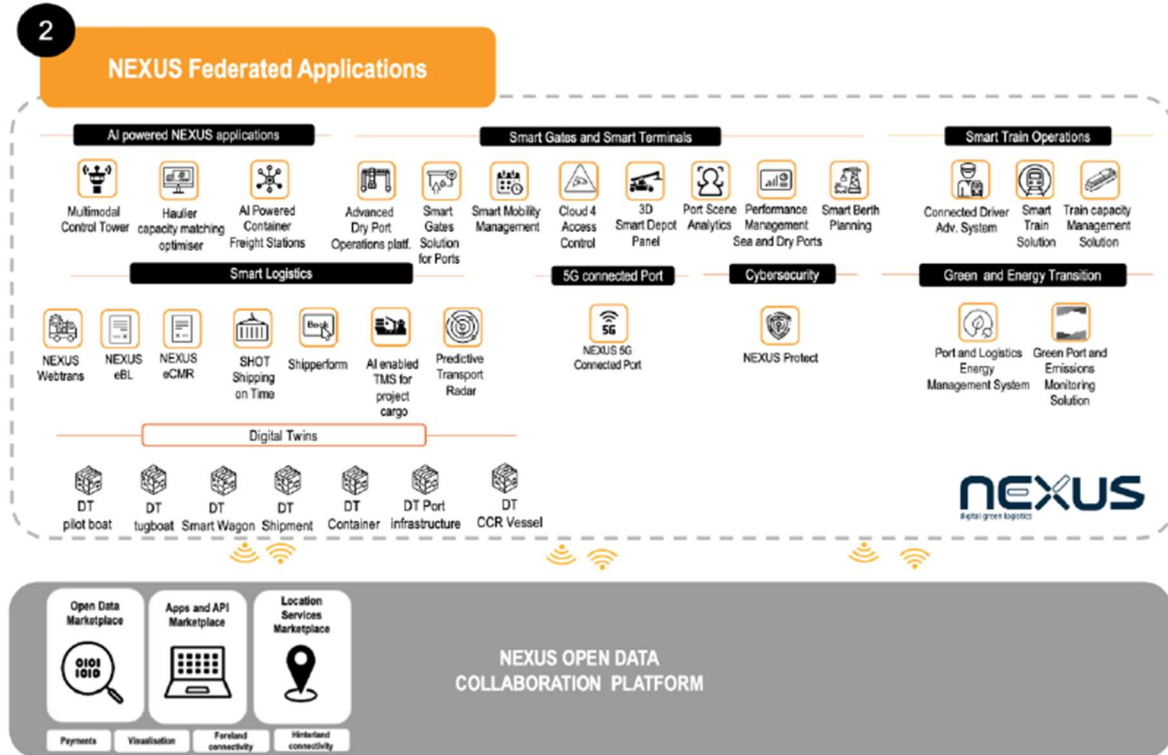 2
NEXUS Federated Applications
AI powered NEXUS applications
Smart Gates and Smart Terminals
Smart Train Operations
Multimodal
Control Tower
Haulier
capacity matching
optimiser
AI Powered
Container
Freight Stations
Advanced
Dry Port
Operations platf.
Smart
Gates
Solution
for Ports
Smart Mobility
Management
Cloud 4
Access
Control
3D
Smart Depot
Panel
Port Scene
Analytics
Performance
Management
Sea and Dry Ports
Smart Berth
Planning
Connected Driver
Adv. System
Smart
Train
Solution
Train capacity
Management
Solution
Smart Logistics
5G connected Port
Cybersecurity
Green and Energy Transition
NEXUS
Webtrans
NEXUS
eBL
NEXUS
eCMR
SHOT
Shipping
on Time
Book
Shipperform
AI enabled
TMS for
project
cargo
Predictive
Transport
Radar
5G
NEXUS 5G
Connected Port
NEXUS Protect
Port and Logistics
Energy
Management System
Green Port and
Emissions
Monitoring
Solution
Digital Twins
DT
pilot boat
DT
tugboat
DT
Smart Wagon
DT
Shipment
DT
Container
DT Port
infrastructure
DT
CCR Vessel
nexus
digital green logistics
Open Data
Marketplace
0101
1010
Apps and API
Marketplace
Location
Services
Marketplace
NEXUS OPEN DATA
COLLABORATION PLATFORM
Payments
Visualisation
Foreland
connectivity
Hinterland
connectivity